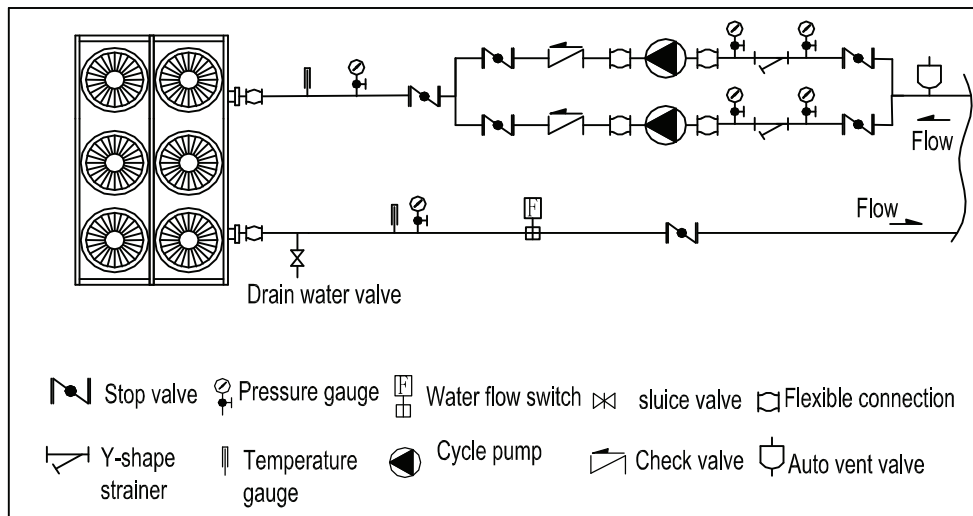 Flow
Flow
F
Drain water valve
Stop valve
Pressure gauge
F
Water flow switch
sluice valve
Flexible connection
Y-shape
strainer
Temperature
gauge
Cycle pump
Check valve
Auto vent valve